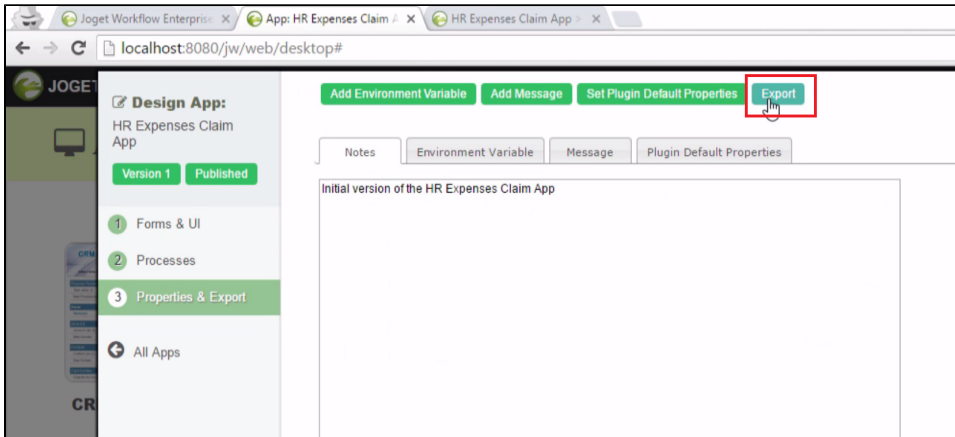 Joget Workflow Enterprise
App: HR Expenses Claim A
HR Expenses Claim App >
localhost:8080/jw/web/desktop#
JOGET
Design App:
HR Expenses Claim
App
Version 1 Published
1 Forms & UI
2 Processes
3 Properties & Export
All Apps
Add Environment Variable Add Message Set Plugin Default Properties Export
Notes Environment Variable Message Plugin Default Properties
Initial version of the HR Expenses Claim App
CRM
CR